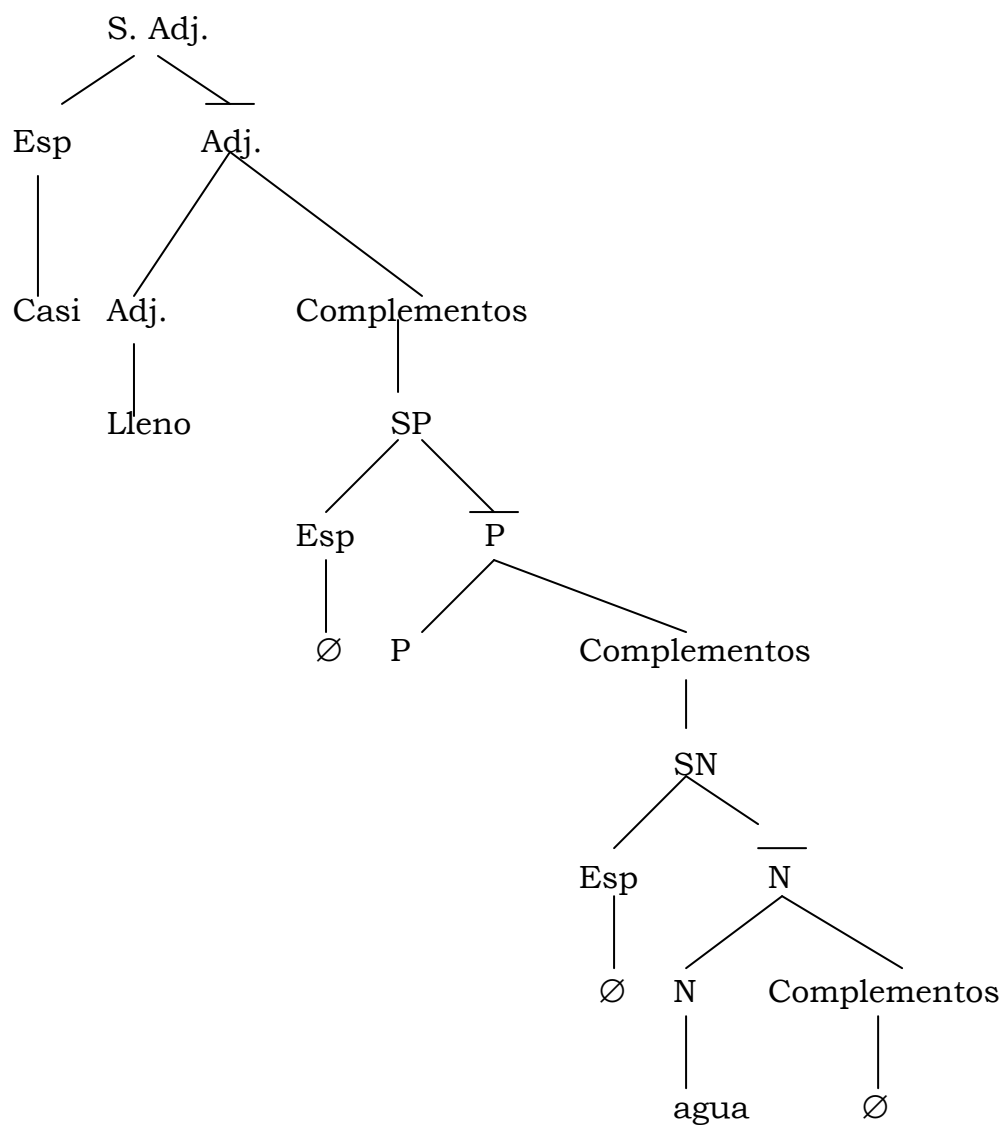 S. Adj.
Esp Adj.
Casi Adj. Complementos
Lleno SP
Esp P
∅ P Complementos
SN
Esp N
∅ N Complementos
agua ∅